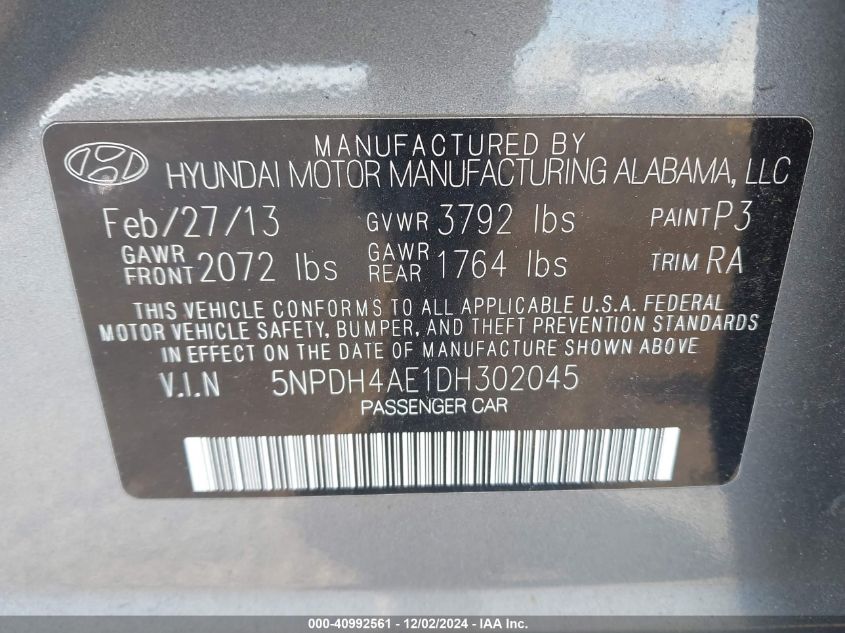 MANUFACTURED BY
HYUNDAI MOTOR MANUFACTURING ALABAMA, LLC
Feb/27/13 GVWR 3792 lbs PAINT P3
GAWR FRONT 2072 lbs GAWR REAR 1764 lbs TRIM RA
THIS VEHICLE CONFORMS TO ALL APPLICABLE U.S.A. FEDERAL
MOTOR VEHICLE SAFETY, BUMPER, AND THEFT PREVENTION STANDARDS
IN EFFECT ON THE DATE OF MANUFACTURE SHOWN ABOVE
V.I.N 5NPDH4AE1DH302045
PASSENGER CAR
000-40992561 - 12/02/2024 - IAA Inc.